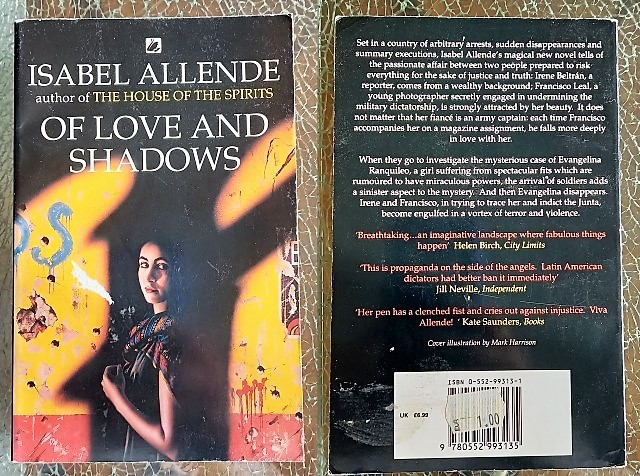 ISABEL ALLENDE
author of THE HOUSE OF THE SPIRITS
OF LOVE AND
SHADOWS
S
Set in a country of arbitrary arrests, sudden disappearances and
summary executions, Isabel Allende's magical new novel tells of
the passionate affair between two people prepared to risk
everything for the sake of justice and truth: Irene Beltrán, a
reporter, comes from a wealthy background; Francisco Leal, a
young photographer secretly engaged in undermining the
military dictatorship, is strongly attracted by her beauty. It does
not matter that her fiancé is an army captain: each time Francisco
accompanies her on a magazine assignment, he falls more deeply
in love with her.
When they go to investigate the mysterious case of Evangelina
Ranquileo, a girl suffering from spectacular fits which are
rumoured to have miraculous powers, the arrival of soldiers adds
a sinister aspect to the mystery. And then Evangelina disappears.
Irene and Francisco, in trying to trace her and indict the Junta,
become engulfed in a vortex of terror and violence.
'Breathtaking...an imaginative landscape where fabulous things
happen' Helen Birch, City Limits
'This is propaganda on the side of the angels. Latin American
dictators had better ban it immediately'
Jill Neville, Independent
'Her pen has a clenched fist and cries out against injustice. Viva
Allende! ' Kate Saunders, Books
Cover illustration by Mark Harrison
ISBN 0-552-99313-1
UK £6.99
1.00
9 780552 993135